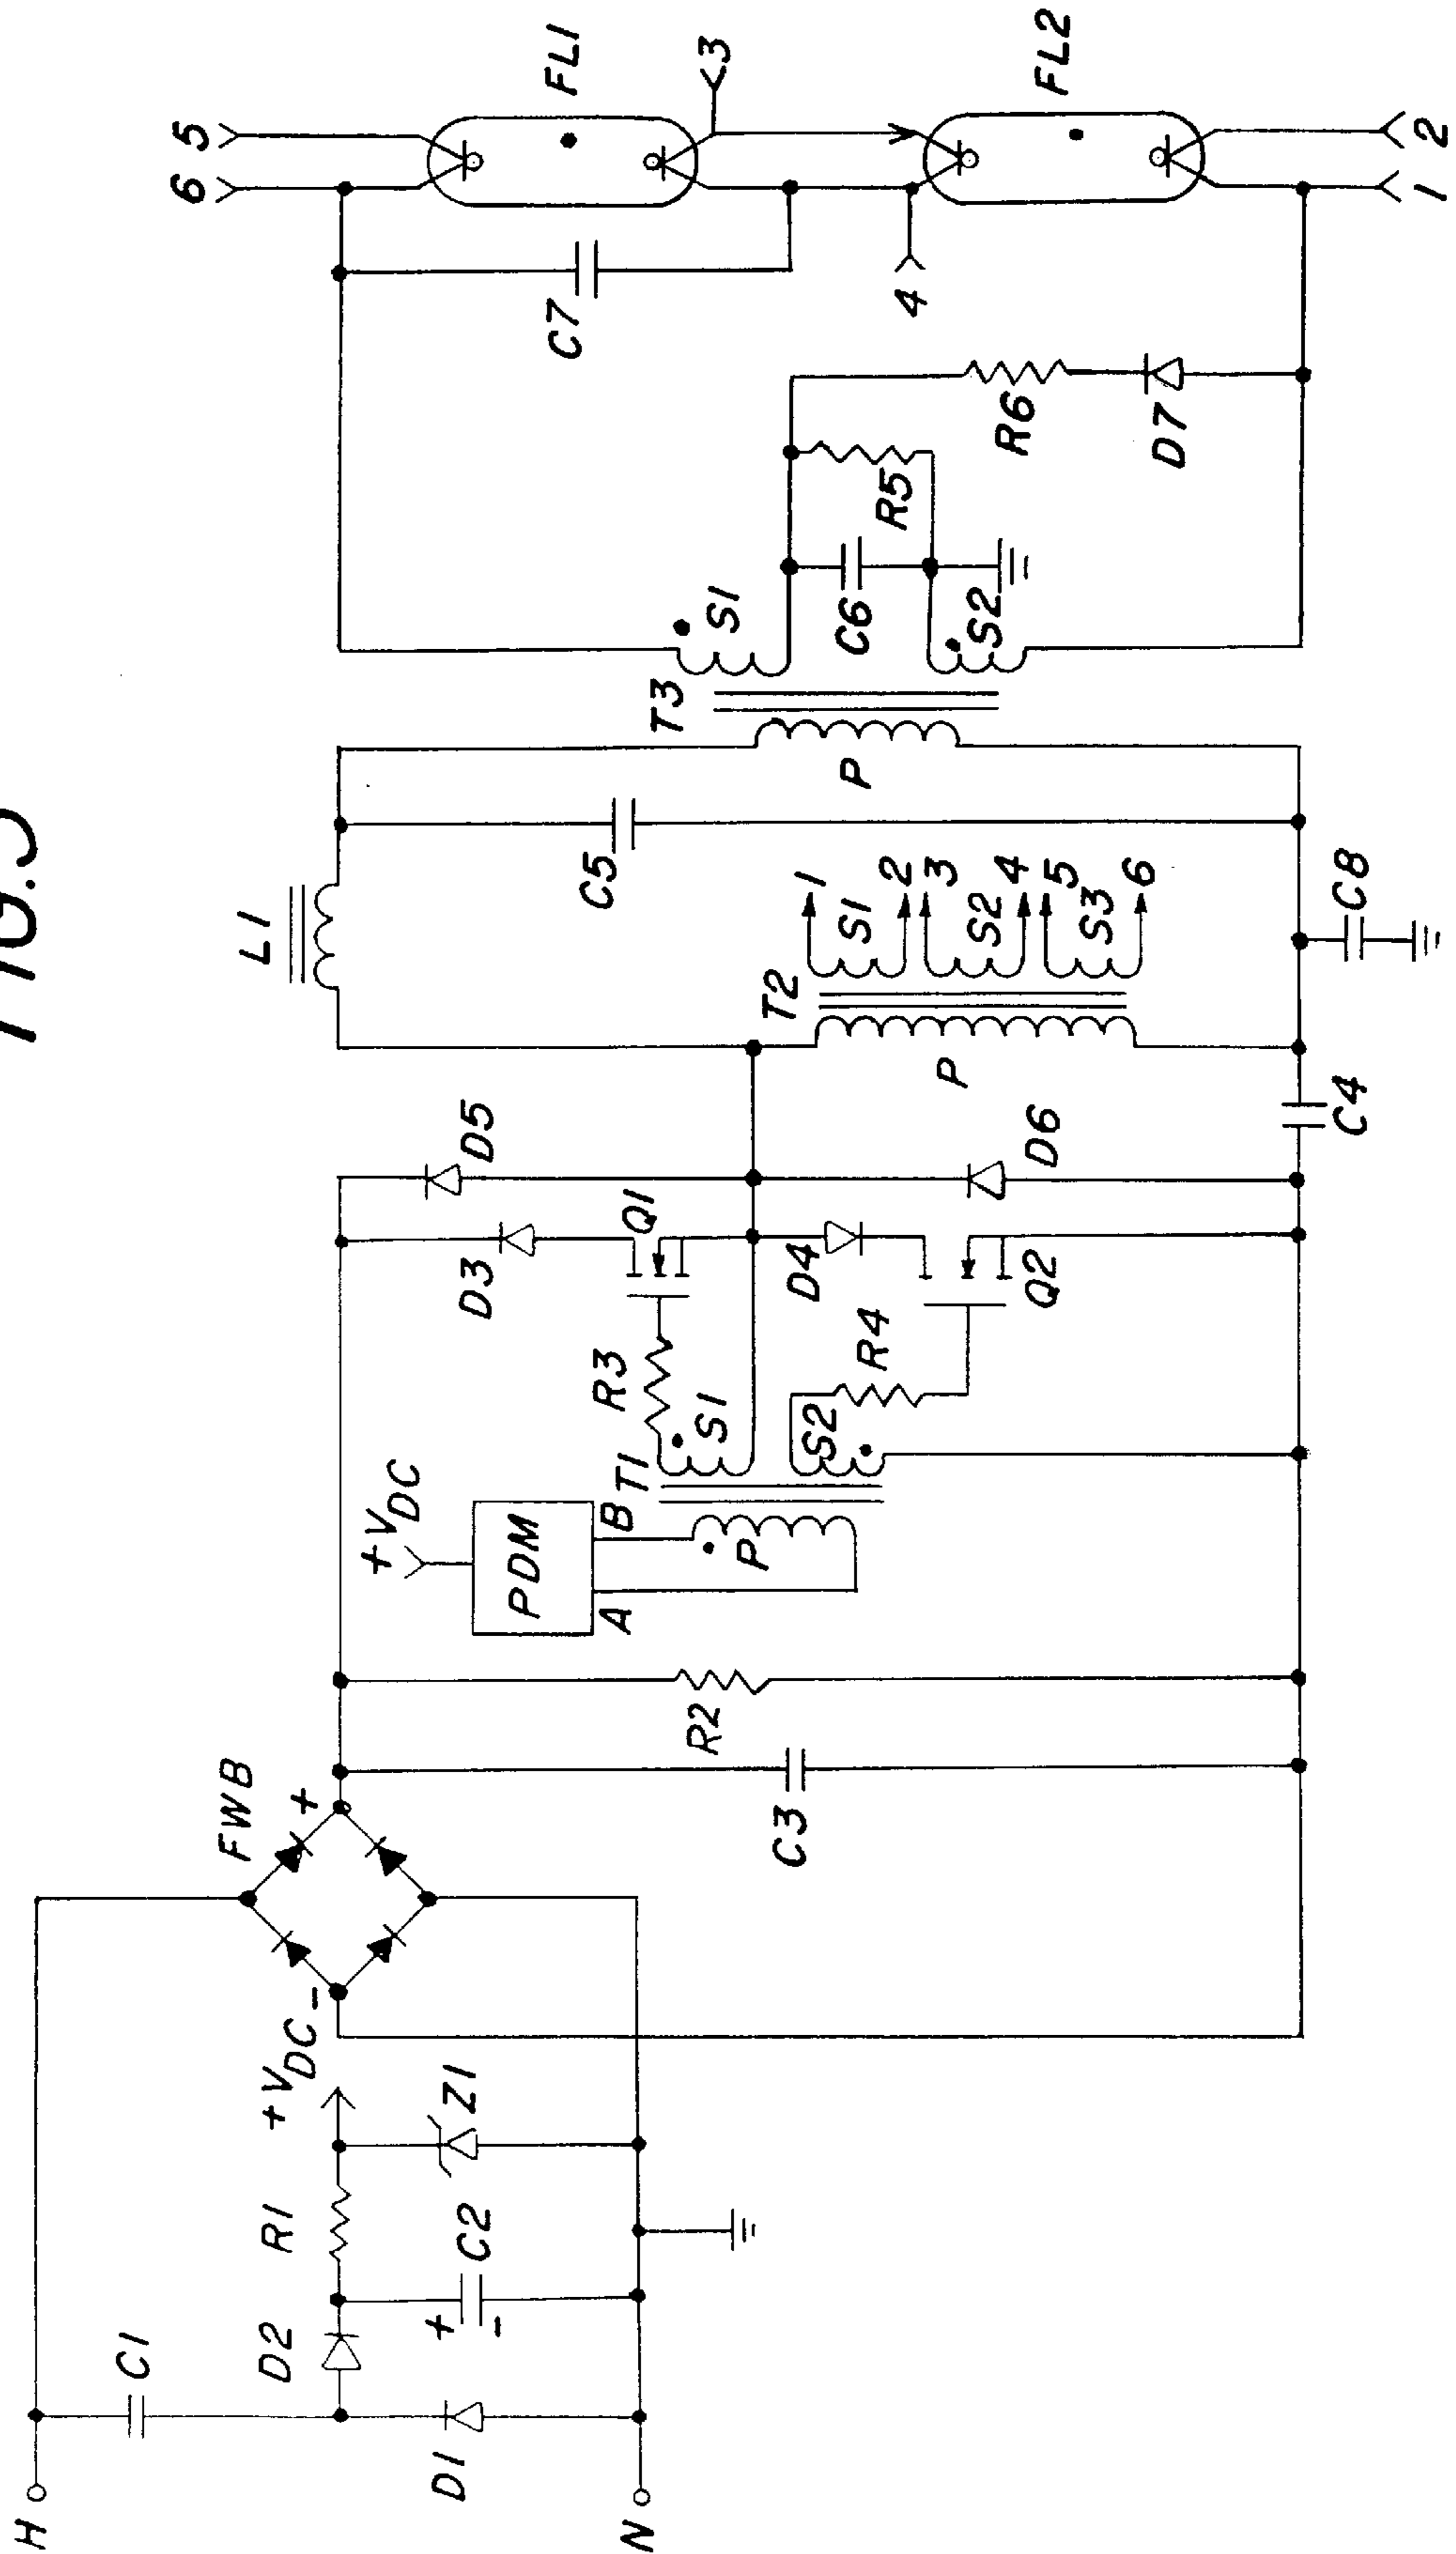 FIG.
H
N
C1
D1
D2
R1
C2
+
-
Z1
+VDC
-
+
FWB
C3
R2
+VDC
PDM
A
B
P
T1
S1
S2
R3
R4
D3
Q1
D4
Q2
D5
D6
C4
L1
T2
P
S1
S2
S3
1
2
3
4
5
6
C8
C5
T3
P
S1
S2
C6
R5
R6
D7
C7
4
3
6
5
FL1
FL2
1
2